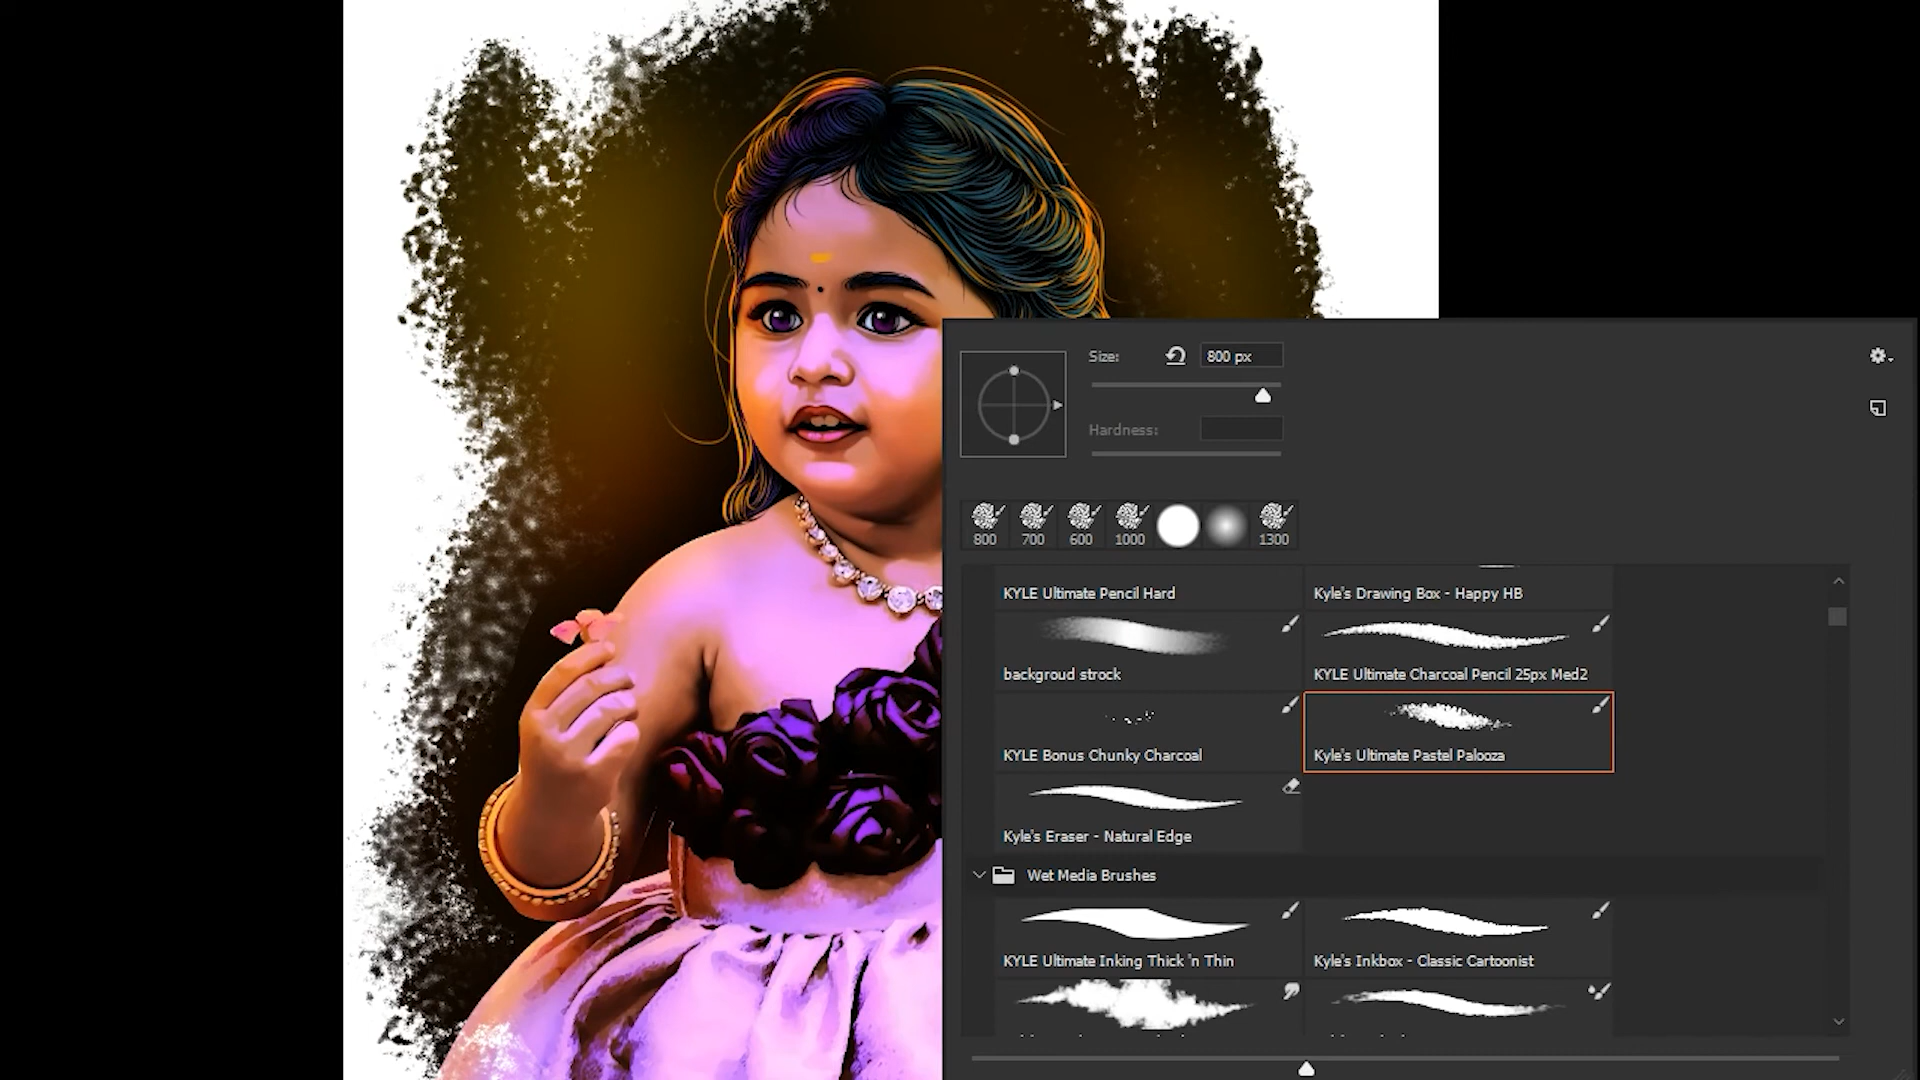 Size:
800 px
Hardness:
800 700 600 1000 1300
KYLE Ultimate Pencil Hard
Kyle's Drawing Box - Happy HB
backgroud strock
KYLE Ultimate Charcoal Pencil 25px Med2
KYLE Bonus Chunky Charcoal
Kyle's Ultimate Pastel Palooza
Kyle's Eraser - Natural Edge
Wet Media Brushes
KYLE Ultimate Inking Thick 'n Thin
Kyle's Inkbox - Classic Cartoonist